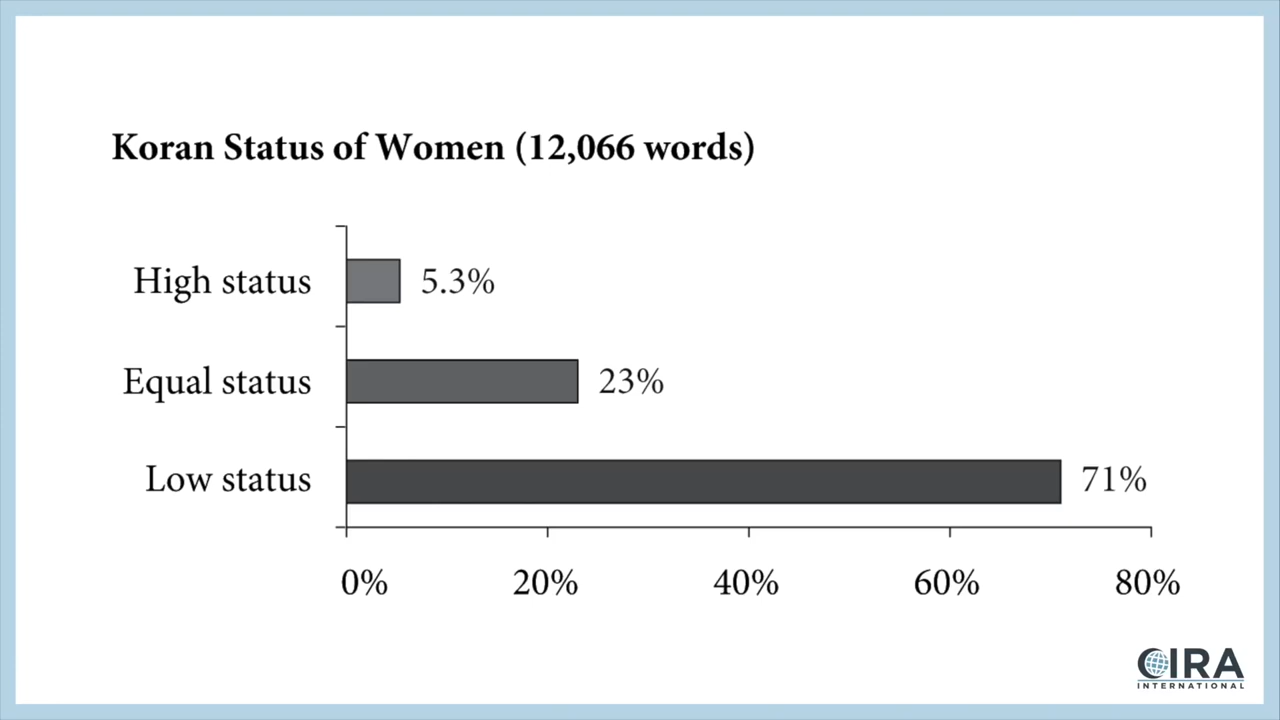 Koran Status of Women (12,066 words)
High status 5.3%
Equal status 23%
Low status 71%
0% 20% 40% 60% 80%
CIRA
INTERNATIONAL